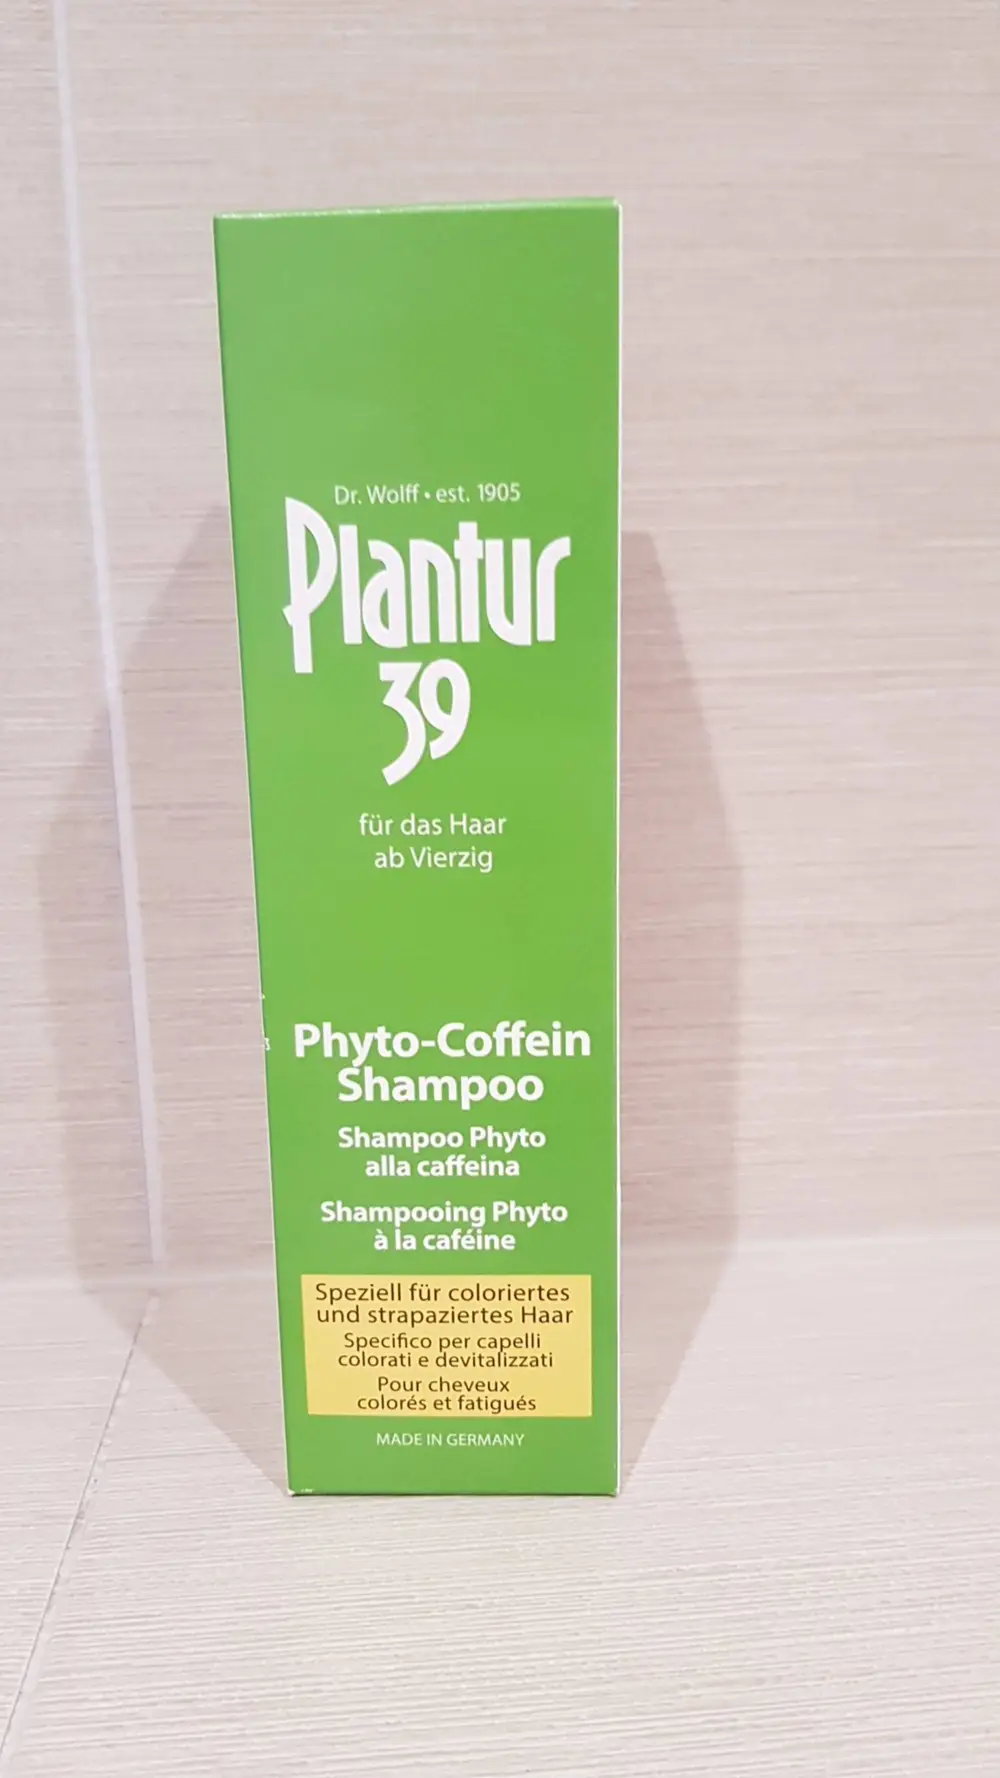 Dr. Wolff • est. 1905
Plantur
39
für das Haar
ab Vierzig
Phyto-Coffein
Shampoo
Shampoo Phyto
alla caffeina
Shampooing Phyto
à la caféine
Speziell für coloriertes
und strapaziertes Haar
Specifico per capelli
colorati e devitalizzati
Pour cheveux
colorés et fatigués
MADE IN GERMANY